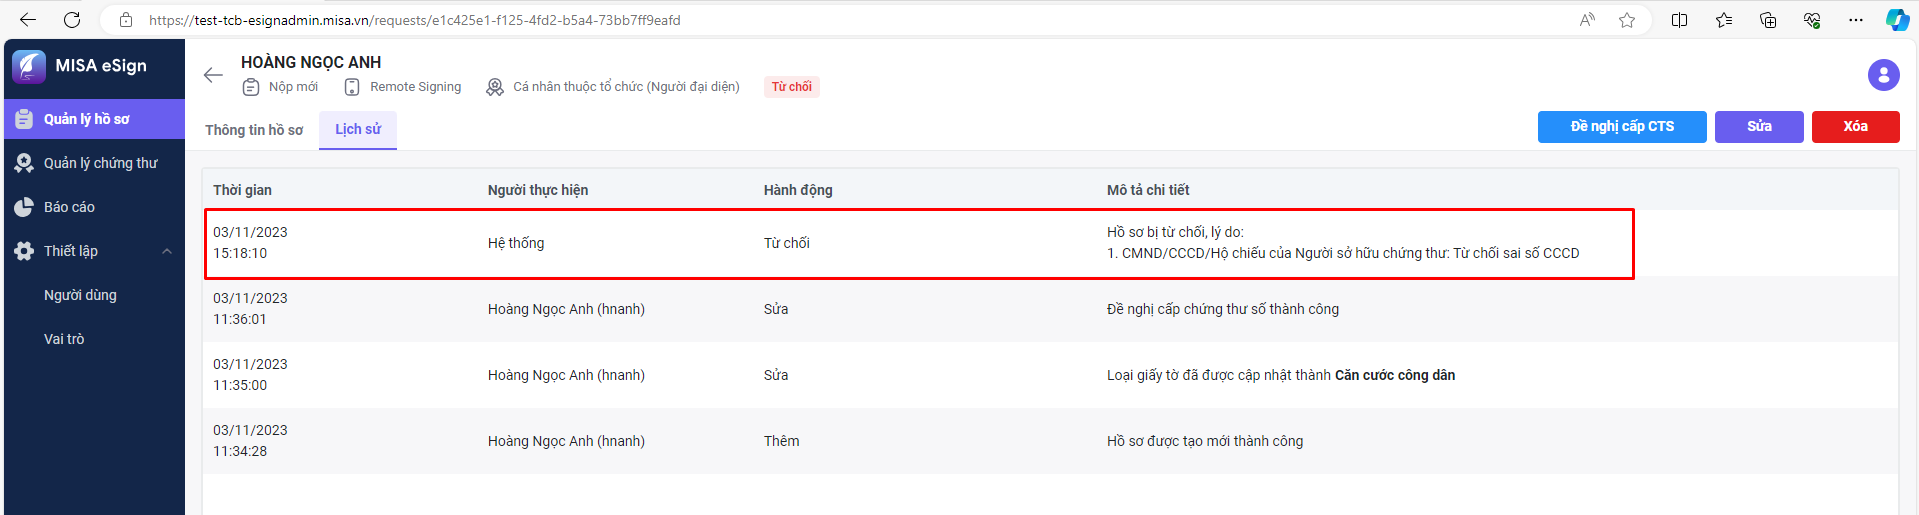 https://test-tcb-esignadmin.misa.vn/requests/e1c425e1-f125-4fd2-b5a4-73bb7ff9eafd
MISA eSign
HOÀNG NGỌC ANH
Nộp mới Remote Signing Cá nhân thuộc tổ chức (Người đại diện) Từ chối
Quản lý hồ sơ
Quản lý chứng thư
Báo cáo
Thiết lập
Người dùng
Vai trò
Thông tin hồ sơ Lịch sử
Đề nghị cấp CTS Sửa Xóa
Thời gian Người thực hiện Hành động Mô tả chi tiết
03/11/2023
15:18:10
Hệ thống Từ chối
Hồ sơ bị từ chối, lý do:
1. CMND/CCCD/Hộ chiếu của Người sở hữu chứng thư: Từ chối sai số CCCD
03/11/2023
11:36:01
Hoàng Ngọc Anh (hnanh) Sửa Đề nghị cấp chứng thư số thành công
03/11/2023
11:35:00
Hoàng Ngọc Anh (hnanh) Sửa Loại giấy tờ đã được cập nhật thành Căn cước công dân
03/11/2023
11:34:28
Hoàng Ngọc Anh (hnanh) Thêm Hồ sơ được tạo mới thành công